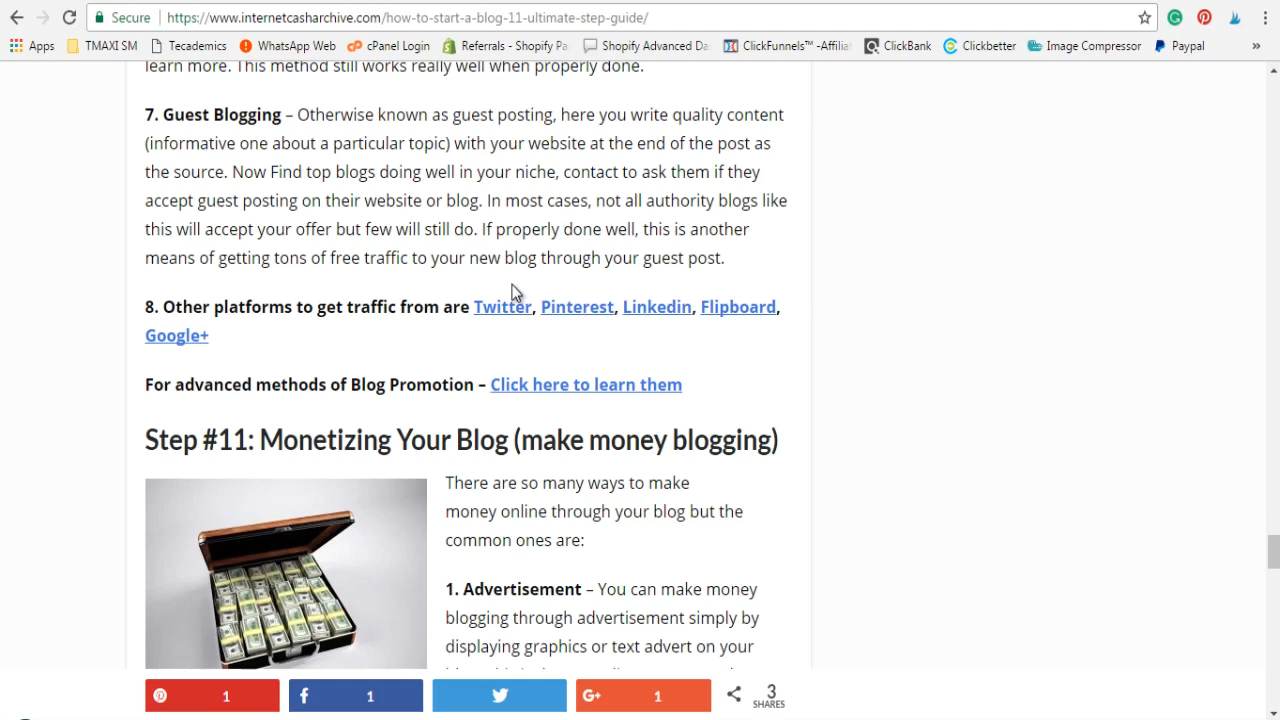 Secure https://www.internetcasharchive.com/how-to-start-a-blog-11-ultimate-step-guide/
Apps TMAXI SM Tecademics WhatsApp Web cPanel Login Referrals - Shopify Pa Shopify Advanced Da ClickFunnels™ -Affilia ClickBank Clickbetter Image Compressor Paypal »
learn more. This method still works really well when properly done.
7. Guest Blogging – Otherwise known as guest posting, here you write quality content
(informative one about a particular topic) with your website at the end of the post as
the source. Now Find top blogs doing well in your niche, contact to ask them if they
accept guest posting on their website or blog. In most cases, not all authority blogs like
this will accept your offer but few will still do. If properly done well, this is another
means of getting tons of free traffic to your new blog through your guest post.
8. Other platforms to get traffic from are Twitter, Pinterest, Linkedin, Flipboard,
Google+
For advanced methods of Blog Promotion – Click here to learn them
Step #11: Monetizing Your Blog (make money blogging)
There are so many ways to make
money online through your blog but the
common ones are:
1. Advertisement – You can make money
blogging through advertisement simply by
displaying graphics or text advert on your
1 1 G+ 1 3
SHARES